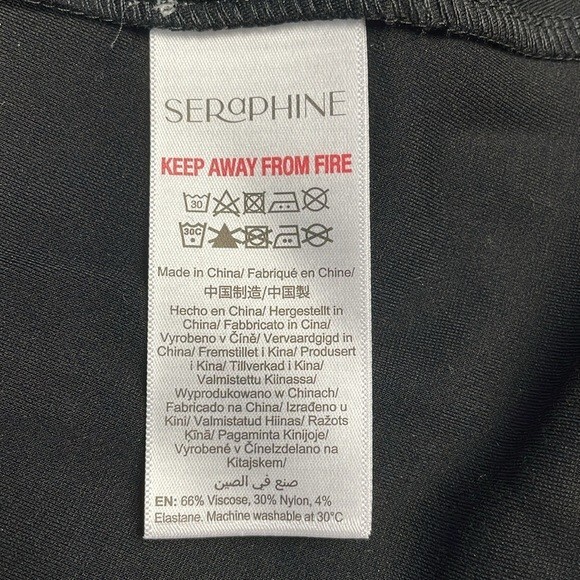 SERaPHINE
KEEP AWAY FROM FIRE
30
30C
Made in China/ Fabriqué en Chine/
中国制造/中国製
Hecho en China/ Hergestellt in
China/ Fabbricato in Cina/
Vyrobeno v Číně/ Vervaardgigd in
China/ Fremstillet i Kina/ Produsert
i Kina/ Tillverkad i Kina/
Valmistettu Kiinassa/
Wyprodukowano w Chinach/
Fabricado na China/ Izrađeno u
Kini/ Valmistatud Hiinas/ Ražots
Ķīnā/ Pagaminta Kinijoje/
Vyrobené v ČíneIzdelano na
Kitajskem/
صنع في الصين
EN: 66% Viscose, 30% Nylon, 4%
Elastane. Machine washable at 30°C